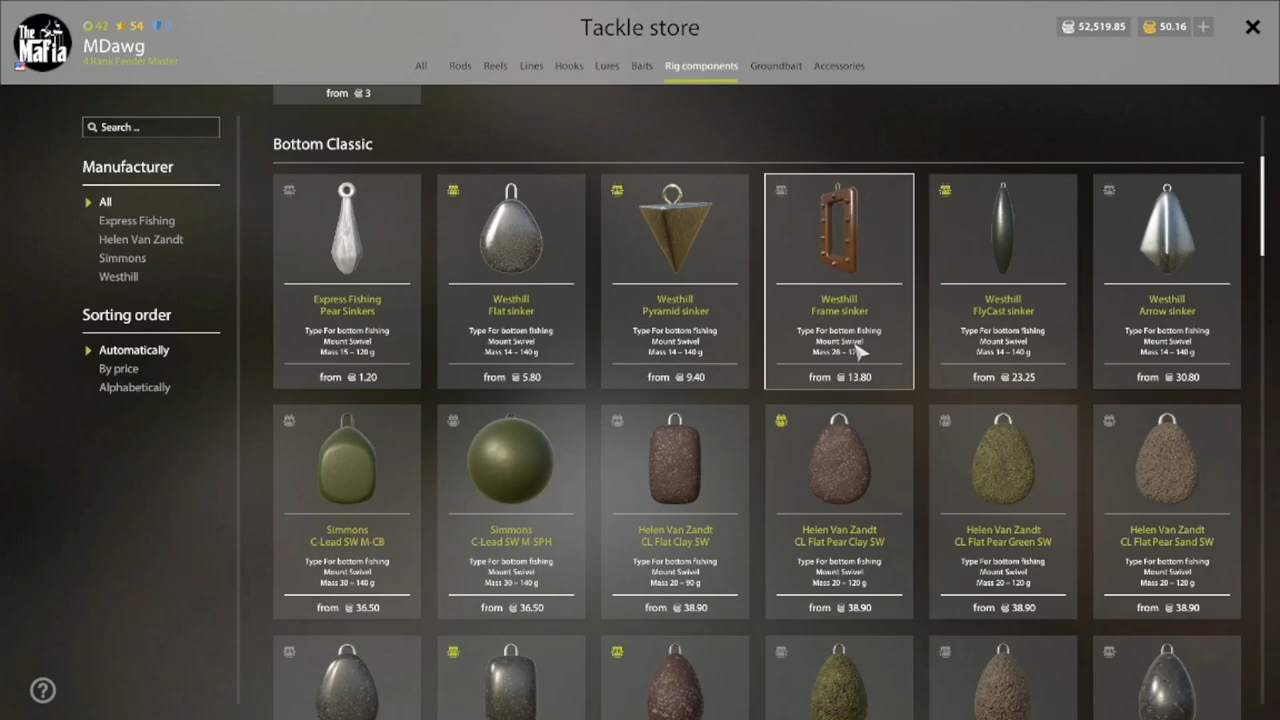 The Mafia
42 54
MDawg
4 Rank Feeder Master
Tackle store
52,519.85 50.16 +
All Rods Reels Lines Hooks Lures Baits Rig components Groundbait Accessories
from 3
Search ...
Manufacturer
All
Express Fishing
Helen Van Zandt
Simmons
Westhill
Sorting order
Automatically
By price
Alphabetically
Bottom Classic
Express Fishing
Pear Sinkers
Type For bottom fishing
Mount Swivel
Mass 15 – 120 g
from 1.20
Westhill
Flat sinker
Type For bottom fishing
Mount Swivel
Mass 14 – 140 g
from 5.80
Westhill
Pyramid sinker
Type For bottom fishing
Mount Swivel
Mass 14 – 140 g
from 9.40
Westhill
Frame sinker
Type For bottom fishing
Mount Swivel
Mass 28 –
from 13.80
Westhill
FlyCast sinker
Type For bottom fishing
Mount Swivel
Mass 14 – 140 g
from 23.25
Westhill
Arrow sinker
Type For bottom fishing
Mount Swivel
Mass 14 – 140 g
from 30.80
Simmons
C-Lead SW M-CB
Type For bottom fishing
Mount Swivel
Mass 30 – 140 g
from 36.50
Simmons
C-Lead SW M-SPH
Type For bottom fishing
Mount Swivel
Mass 30 – 140 g
from 36.50
Helen Van Zandt
CL Flat Clay SW
Type For bottom fishing
Mount Swivel
Mass 20 – 90 g
from 38.90
Helen Van Zandt
CL Flat Pear Clay SW
Type For bottom fishing
Mount Swivel
Mass 20 – 120 g
from 38.90
Helen Van Zandt
CL Flat Pear Green SW
Type For bottom fishing
Mount Swivel
Mass 20 – 120 g
from 38.90
Helen Van Zandt
CL Flat Pear Sand SW
Type For bottom fishing
Mount Swivel
Mass 20 – 120 g
from 38.90
?